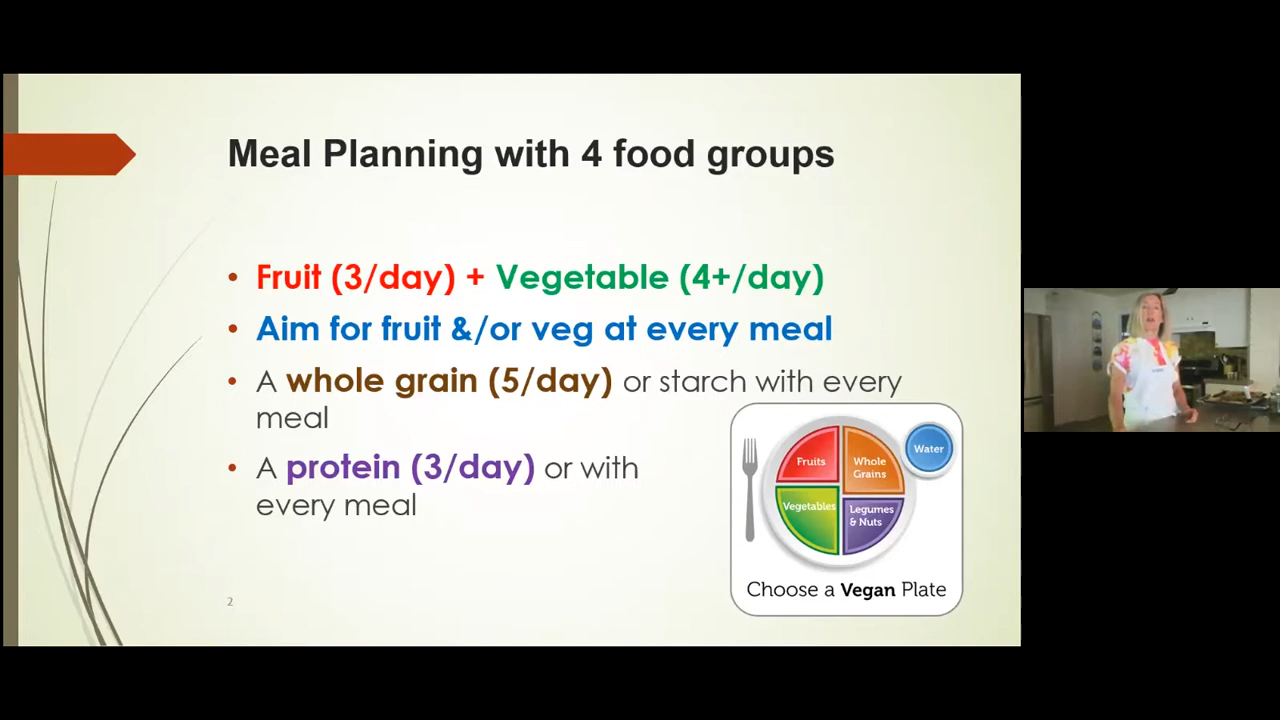 Meal Planning with 4 food groups
• Fruit (3/day) + Vegetable (4+/day)
• Aim for fruit &/or veg at every meal
• A whole grain (5/day) or starch with every
meal
• A protein (3/day) or with
every meal
Fruits
Whole
Grains
Water
Vegetables
Legumes
& Nuts
Choose a Vegan Plate
2